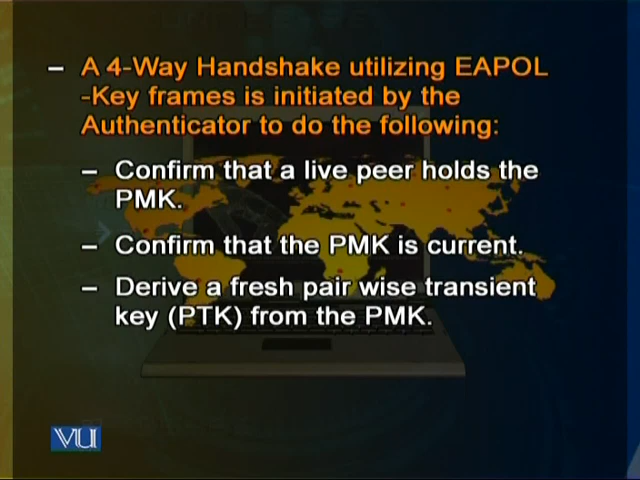 – A 4-Way Handshake utilizing EAPOL
-Key frames is initiated by the
Authenticator to do the following:
– Confirm that a live peer holds the
PMK.
– Confirm that the PMK is current.
– Derive a fresh pair wise transient
key (PTK) from the PMK.
VU